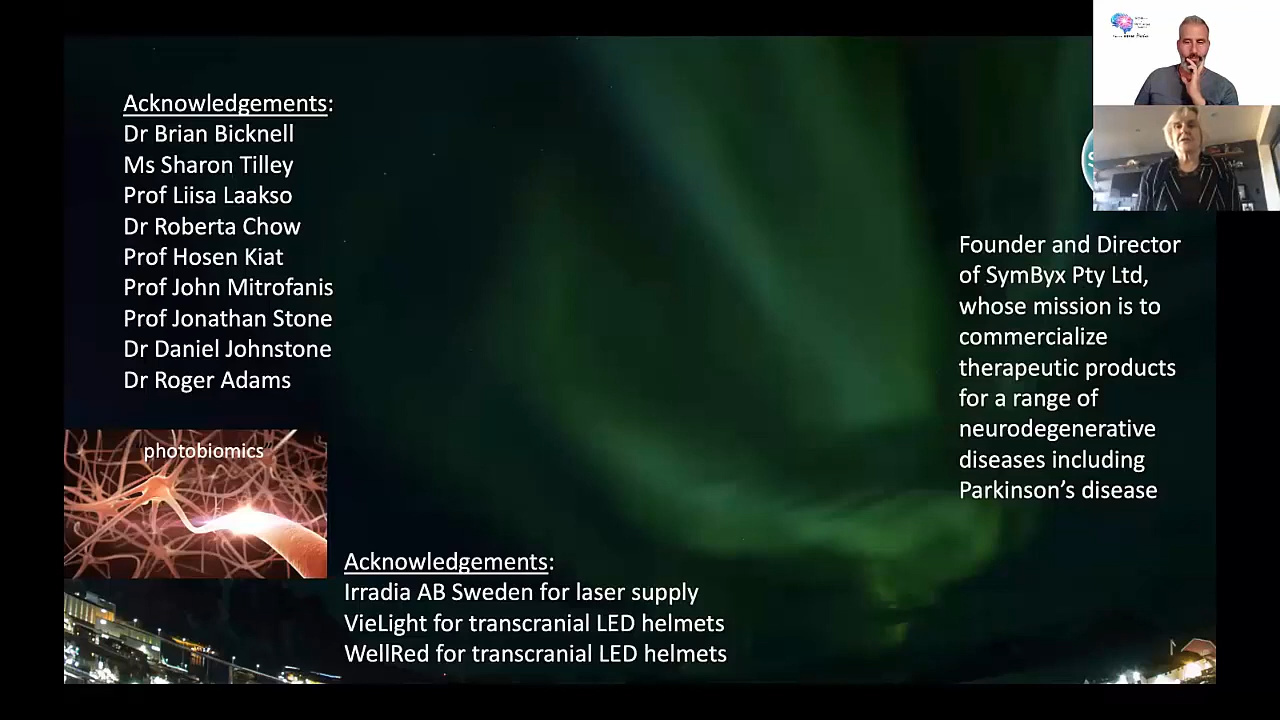 Acknowledgements:
Dr Brian Bicknell
Ms Sharon Tilley
Prof Liisa Laakso
Dr Roberta Chow
Prof Hosen Kiat
Prof John Mitrofanis
Prof Jonathan Stone
Dr Daniel Johnstone
Dr Roger Adams
photobiomics
Founder and Director
of SymByx Pty Ltd,
whose mission is to
commercialize
therapeutic products
for a range of
neurodegenerative
diseases including
Parkinson’s disease
Acknowledgements:
Irradia AB Sweden for laser supply
VieLight for transcranial LED helmets
WellRed for transcranial LED helmets